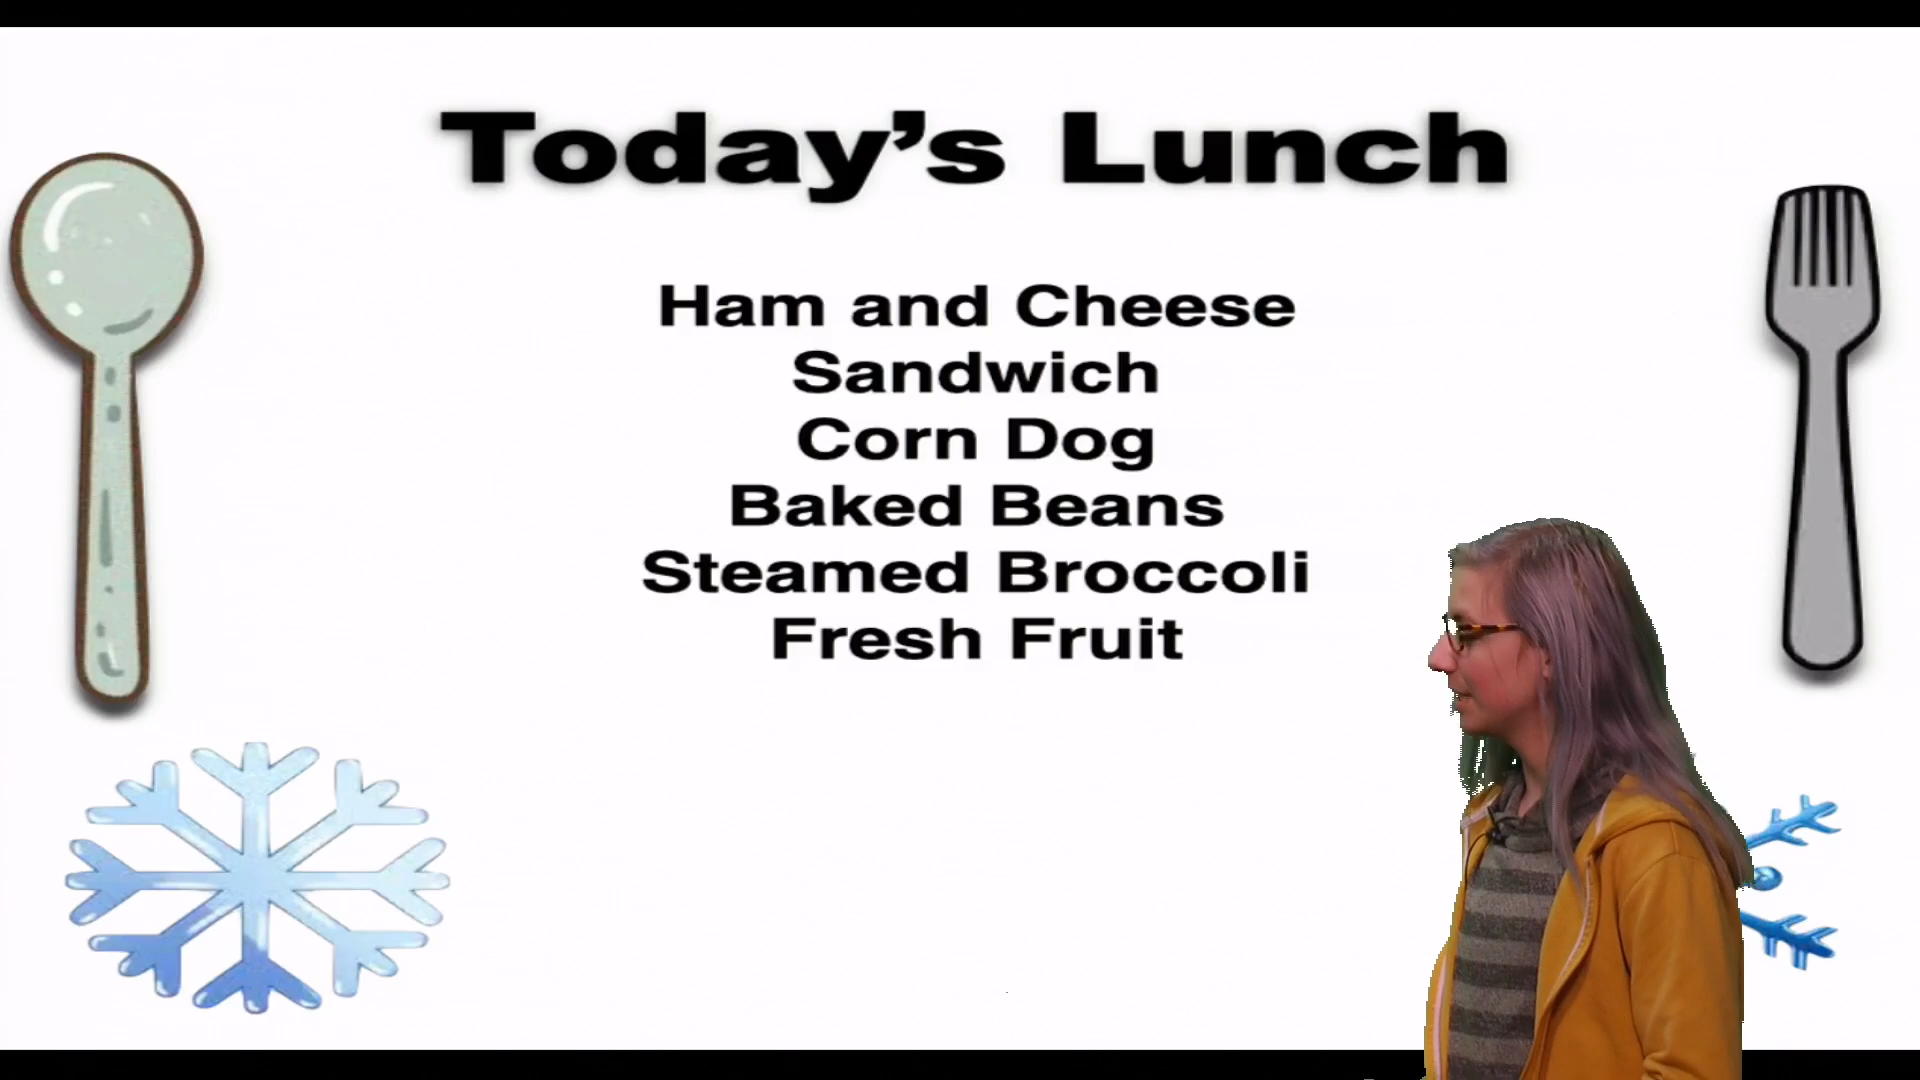 Today’s Lunch
Ham and Cheese
Sandwich
Corn Dog
Baked Beans
Steamed Broccoli
Fresh Fruit